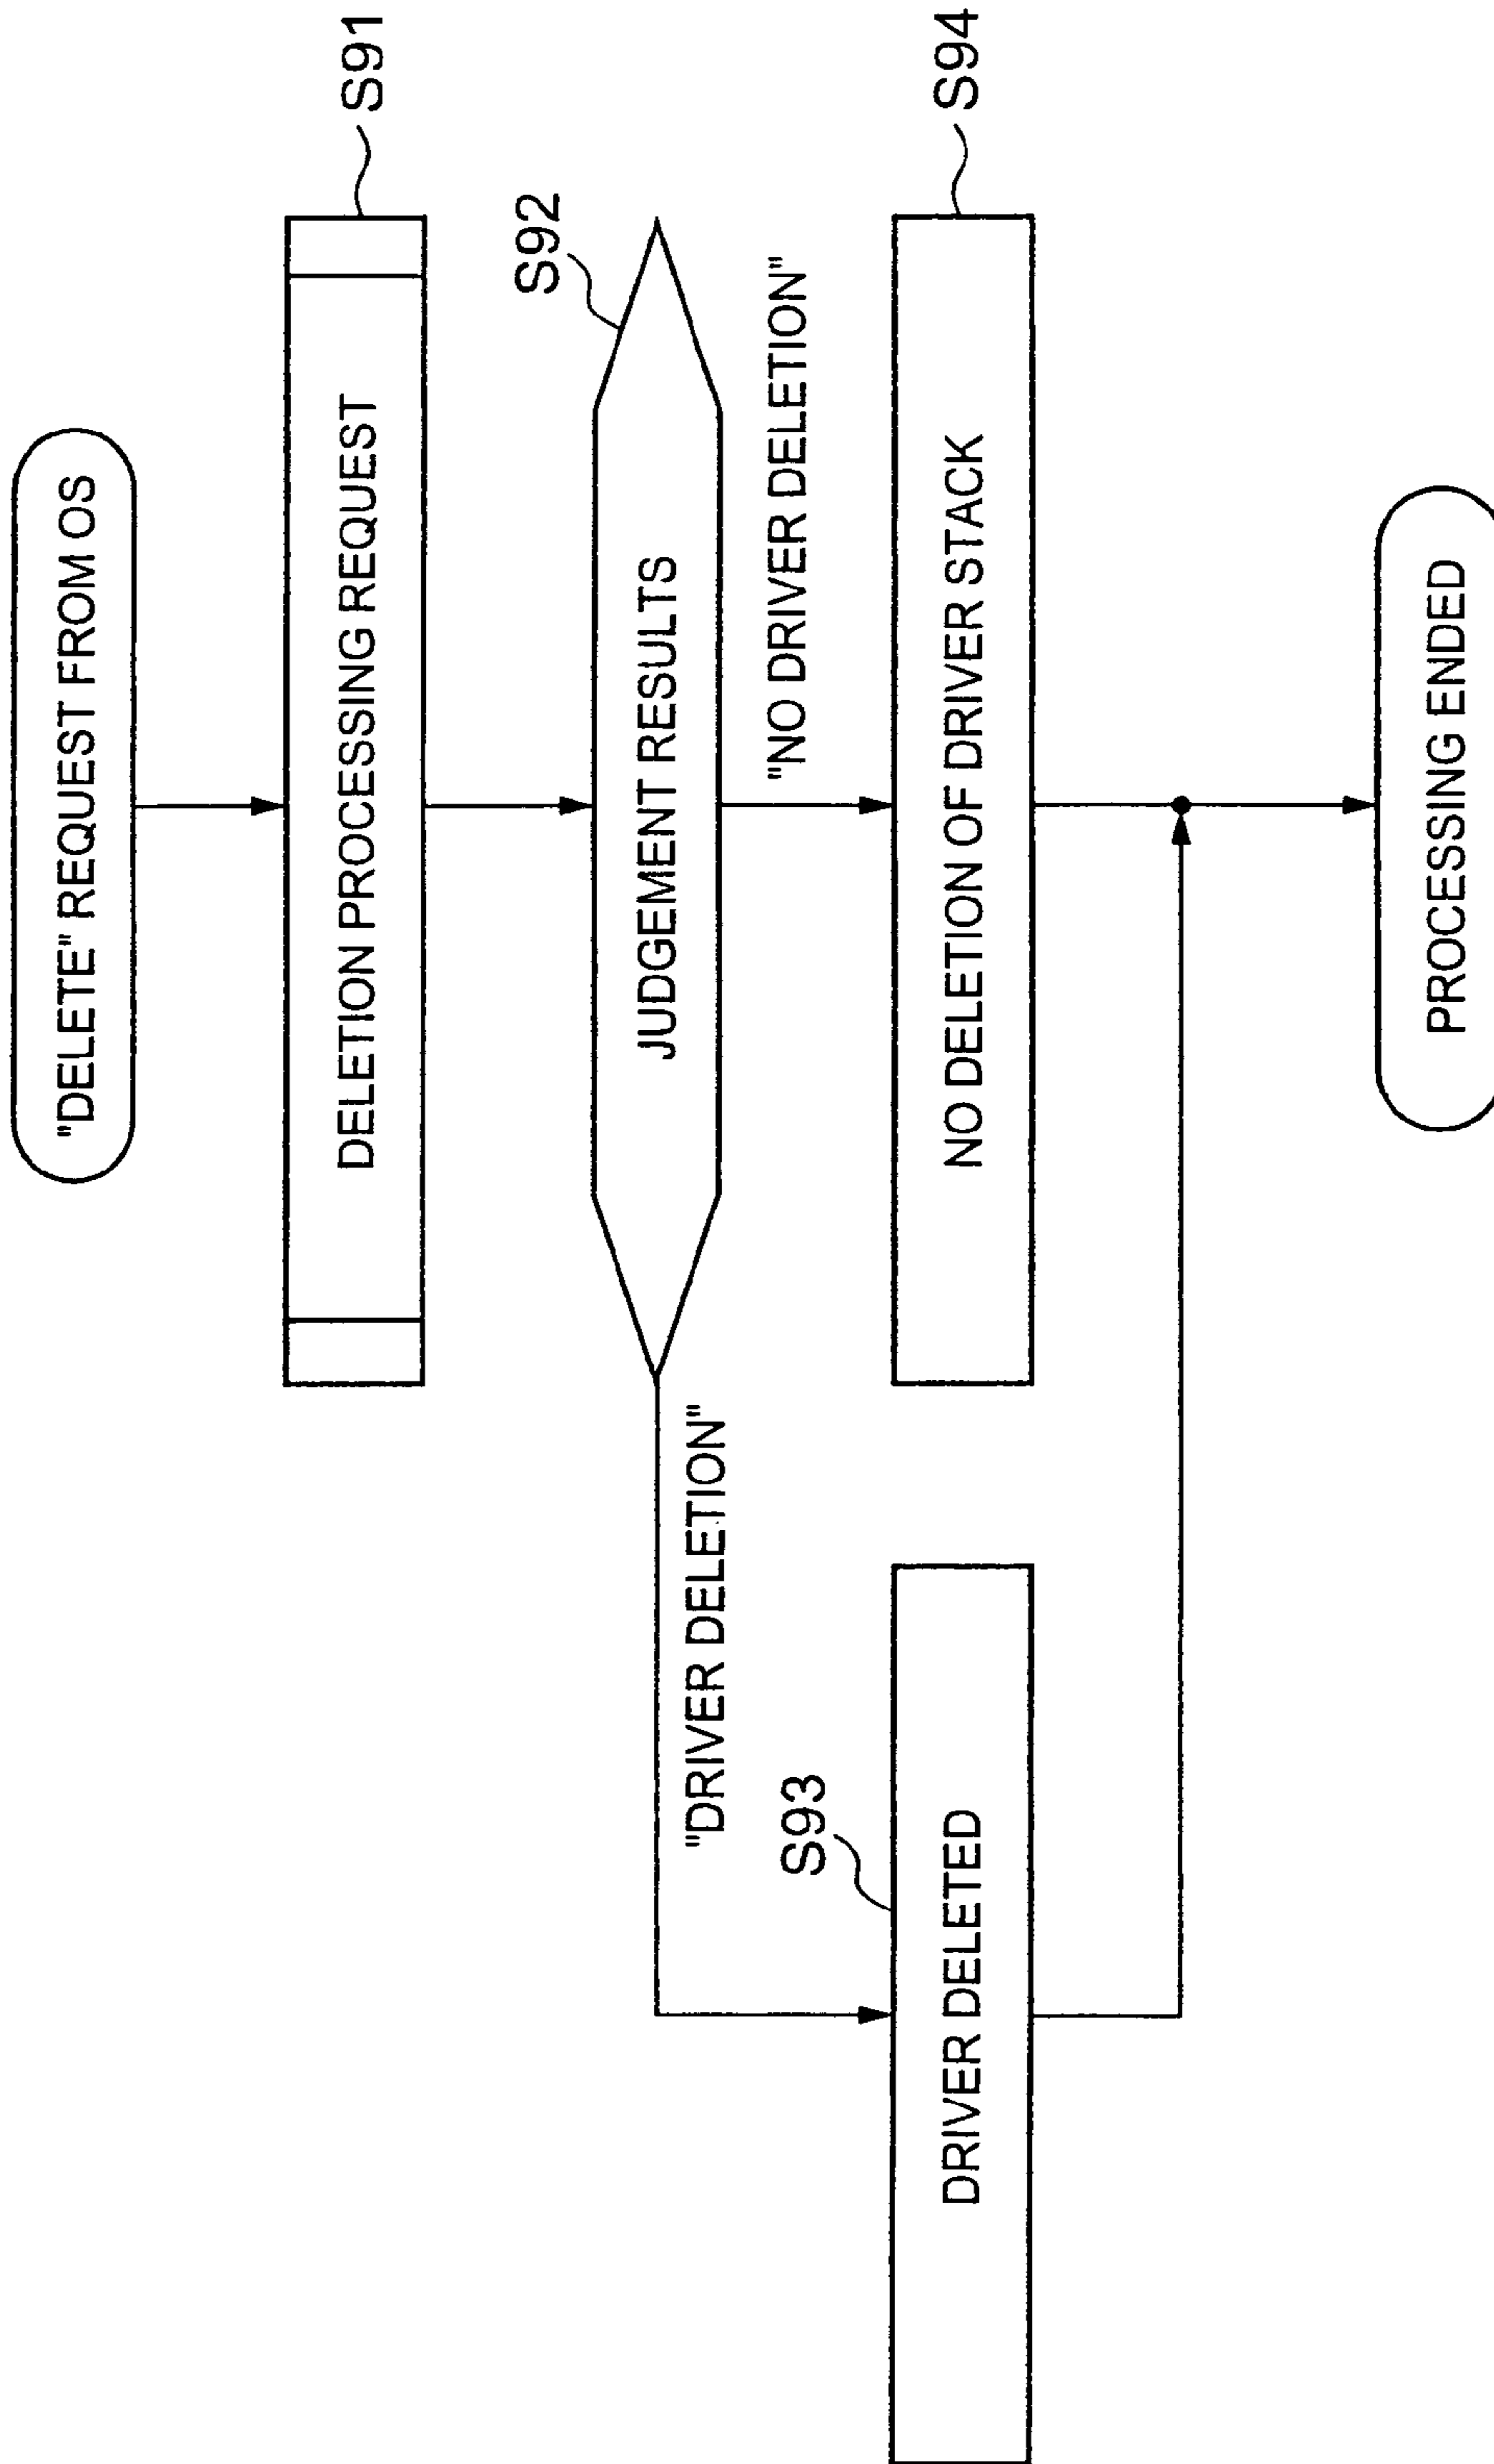 "DELETE" REQUEST FROM OS
S91
DELETION PROCESSING REQUEST
S92
JUDGEMENT RESULTS
"DRIVER DELETION"
"NO DRIVER DELETION"
S93
DRIVER DELETED
S94
NO DELETION OF DRIVER STACK
PROCESSING ENDED